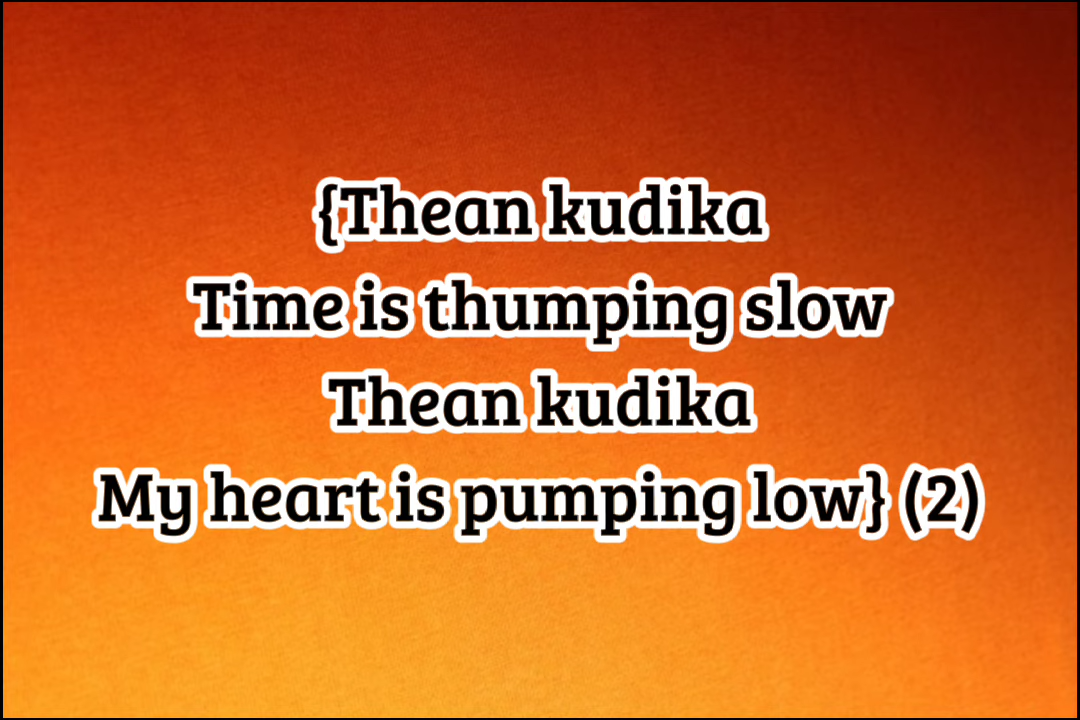 {Thean kudika
Time is thumping slow
Thean kudika
My heart is pumping low} (2)